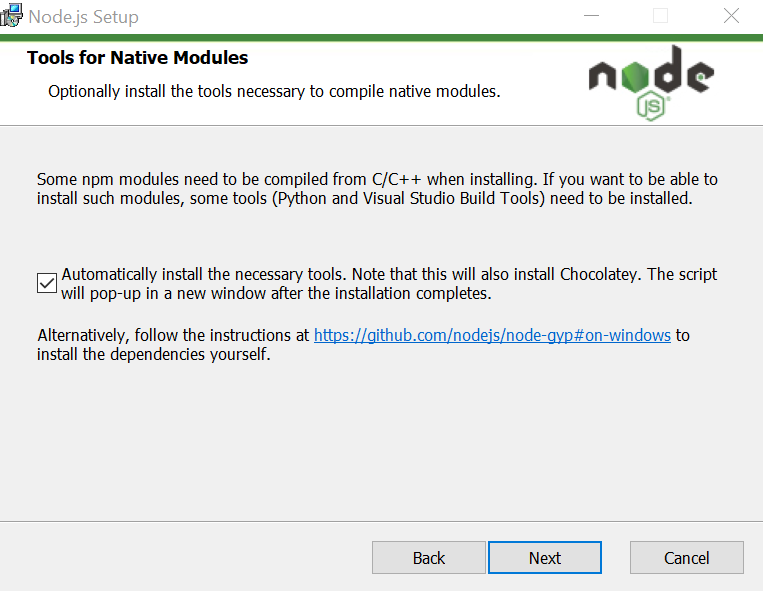 Node.js Setup
Tools for Native Modules
Optionally install the tools necessary to compile native modules.
node
JS
Some npm modules need to be compiled from C/C++ when installing. If you want to be able to
install such modules, some tools (Python and Visual Studio Build Tools) need to be installed.
Automatically install the necessary tools. Note that this will also install Chocolatey. The script
will pop-up in a new window after the installation completes.
Alternatively, follow the instructions at https://github.com/nodejs/node-gyp#on-windows to
install the dependencies yourself.
Back
Next
Cancel